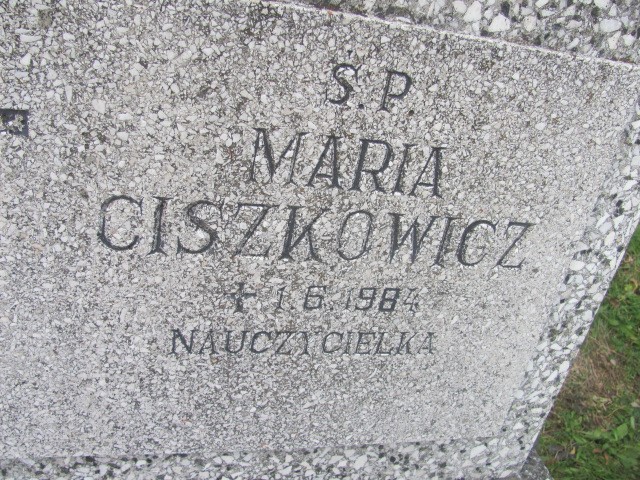 Ś.P
MARIA
CISZKOWICZ
+ 1.6.1984
NAUCZYCIELKA